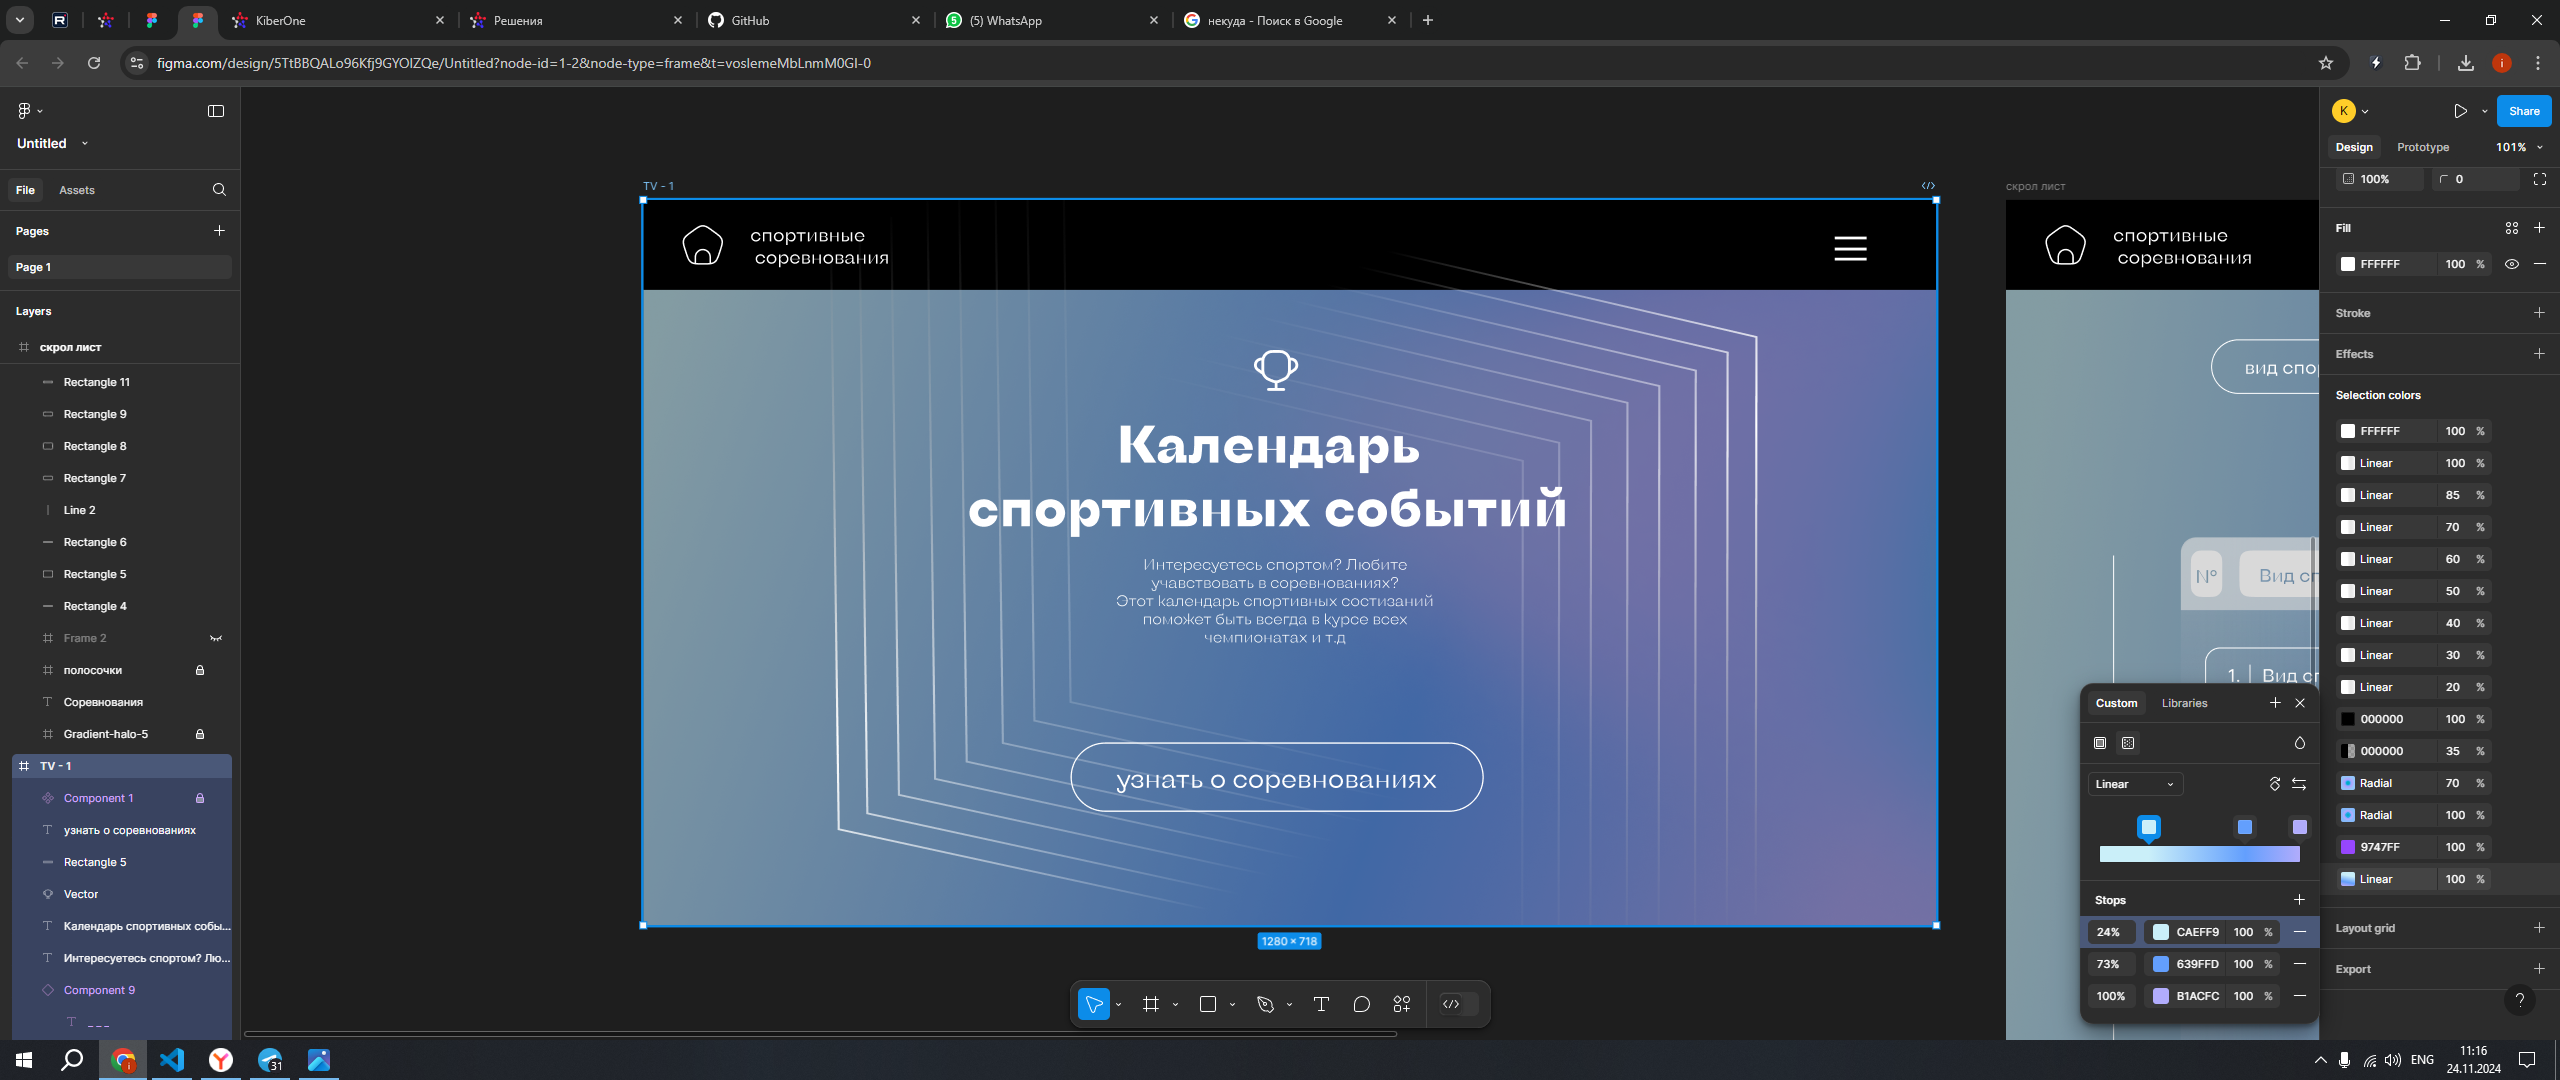 KiberOne
Решения
GitHub
(5) WhatsApp
некуда - Поиск в Google
figma.com/design/5TtBBQALo96Kfj9GYOIZQe/Untitled?node-id=1-2&node-type=frame&t=voslemeMbLnmM0Gl-0
Untitled
File
Assets
Pages
Page 1
Layers
скрол лист
Rectangle 11
Rectangle 9
Rectangle 8
Rectangle 7
Line 2
Rectangle 6
Rectangle 5
Rectangle 4
Frame 2
полосочки
Соревнования
Gradient-halo-5
TV - 1
Component 1
узнать о соревнованиях
Rectangle 5
Vector
Календарь спортивных собы...
Интересуетесь спортом? Лю...
Component 9
_ _ _
TV - 1
спортивные
соревнования
Календарь
спортивных событий
Интересуетесь спортом? Любите
учавствовать в соревнованиях?
Этот календарь спортивных состизаний
поможет быть всегда в курсе всех
чемпионатах и т.д
узнать о соревнованиях
1280 × 718
скрол лист
спортивные
соревнования
вид спо
N°
Вид сп
1.
Вид сп
Custom
Libraries
Linear
Stops
24% CAEFF9 100 %
73% 639FFD 100 %
100% B1ACFC 100 %
K
Share
Design
Prototype
101%
100%
0
Fill
FFFFFF 100 %
Stroke
Effects
Selection colors
FFFFFF 100 %
Linear 100 %
Linear 85 %
Linear 70 %
Linear 60 %
Linear 50 %
Linear 40 %
Linear 30 %
Linear 20 %
000000 100 %
000000 35 %
Radial 70 %
Radial 100 %
9747FF 100 %
Linear 100 %
Layout grid
Export
?
31
ENG
11:16
24.11.2024